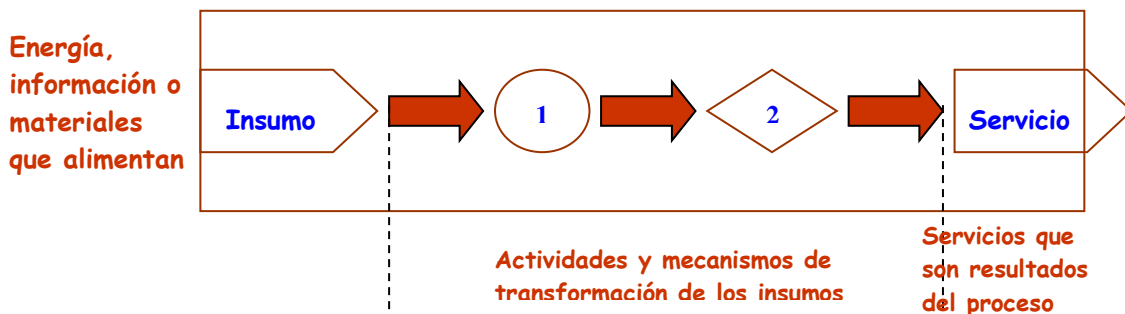 Energía,
información o
materiales
que alimentan
Insumo
1
2
Servicio
Actividades y mecanismos de
transformación de los insumos
Servicios que
son resultados
del proceso